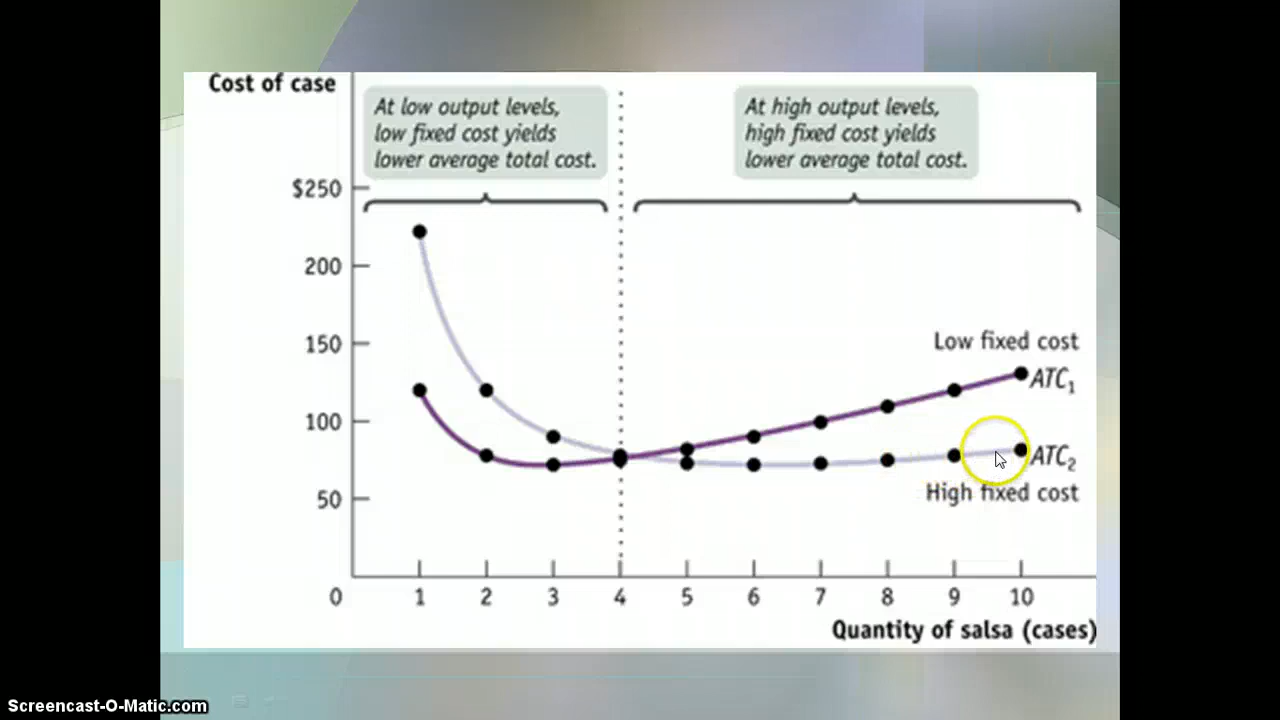 Cost of case
At low output levels,
low fixed cost yields
lower average total cost.
At high output levels,
high fixed cost yields
lower average total cost.
$250
200
150
100
50
Low fixed cost
ATC1
ATC2
High fixed cost
0 1 2 3 4 5 6 7 8 9 10
Quantity of salsa (cases)
Screencast-O-Matic.com